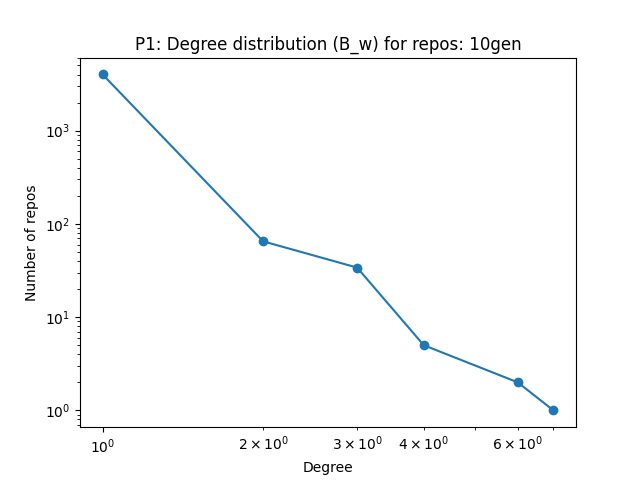 P1: Degree distribution (B_w) for repos: 10gen
Number of repos
10³
10²
10¹
10⁰
10⁰ 2 × 10⁰ 3 × 10⁰ 4 × 10⁰ 6 × 10⁰
Degree